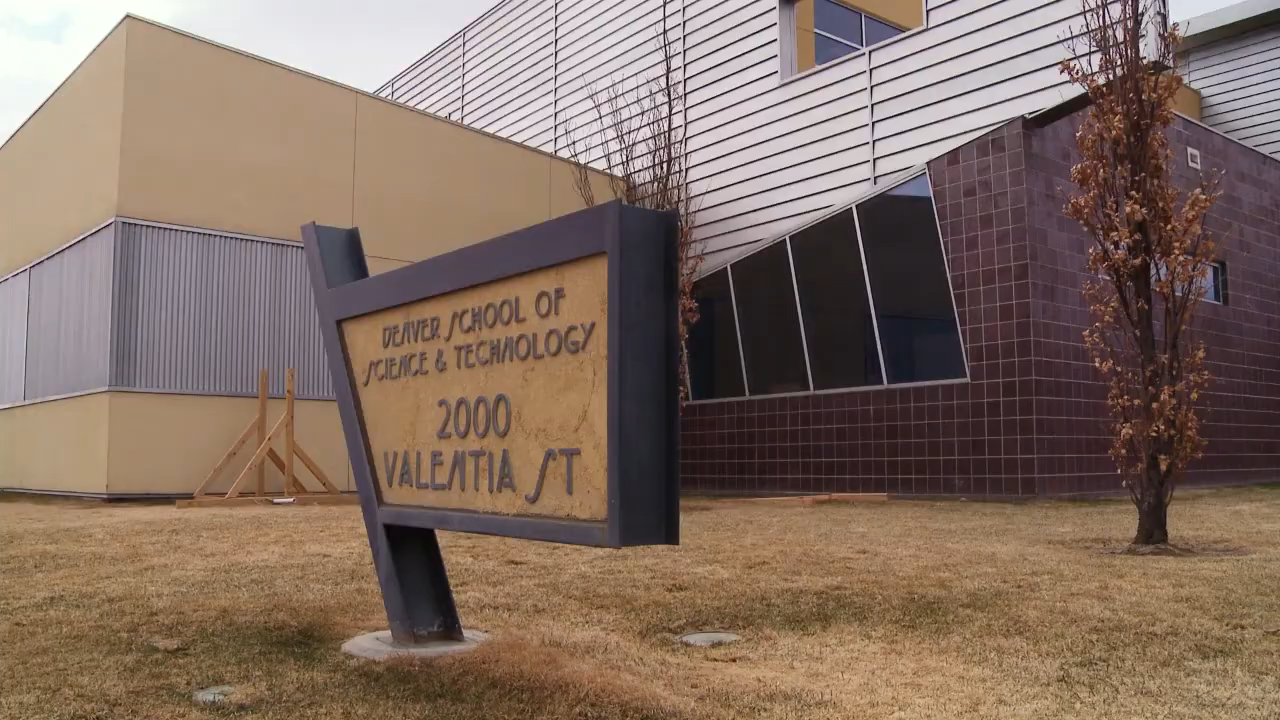 DENVER SCHOOL OF
SCIENCE & TECHNOLOGY
2000
VALENTIA ST